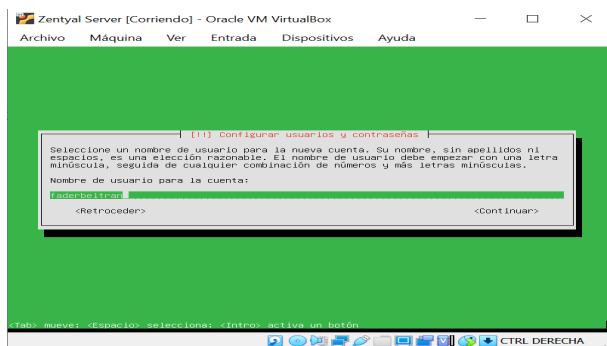 Zentyal Server [Corriendo] - Oracle VM VirtualBox
Archivo Máquina Ver Entrada Dispositivos Ayuda
[!!] Configurar usuarios y contraseñas
Seleccione un nombre de usuario para la nueva cuenta. Su nombre, sin apellidos ni
espacios, es una elección razonable. El nombre de usuario debe empezar con una letra
minúscula, seguida de cualquier combinación de números y más letras minúsculas.
Nombre de usuario para la cuenta:
faderbeltran
<Retroceder> <Continuar>
<Tab> mueve; <Espacio> selecciona; <Intro> activa un botón
CTRL DERECHA